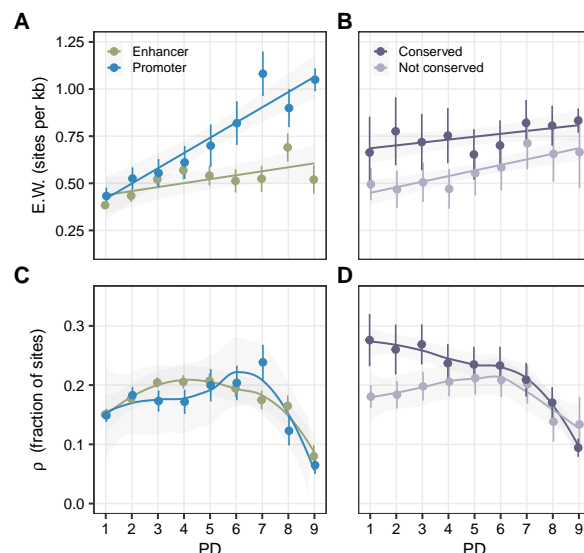 A
B
Enhancer
Promoter
Conserved
Not conserved
E.W. (sites per kb)
1.25
1.00
0.75
0.50
0.25
C
D
ρ (fraction of sites)
0.3
0.2
0.1
0.0
1 2 3 4 5 6 7 8 9
1 2 3 4 5 6 7 8 9
PD
PD